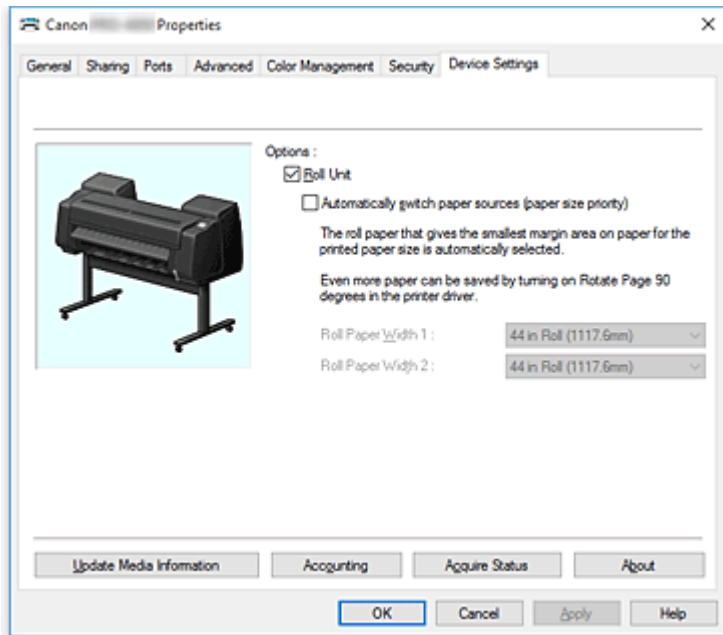 Canon Properties
General Sharing Ports Advanced Color Management Security Device Settings
Options :
Roll Unit
Automatically switch paper sources (paper size priority)
The roll paper that gives the smallest margin area on paper for the
printed paper size is automatically selected.
Even more paper can be saved by turning on Rotate Page 90
degrees in the printer driver.
Roll Paper Width 1 : 44 in Roll (1117.6mm)
Roll Paper Width 2 : 44 in Roll (1117.6mm)
Update Media Information Accounting Acquire Status About
OK Cancel Apply Help